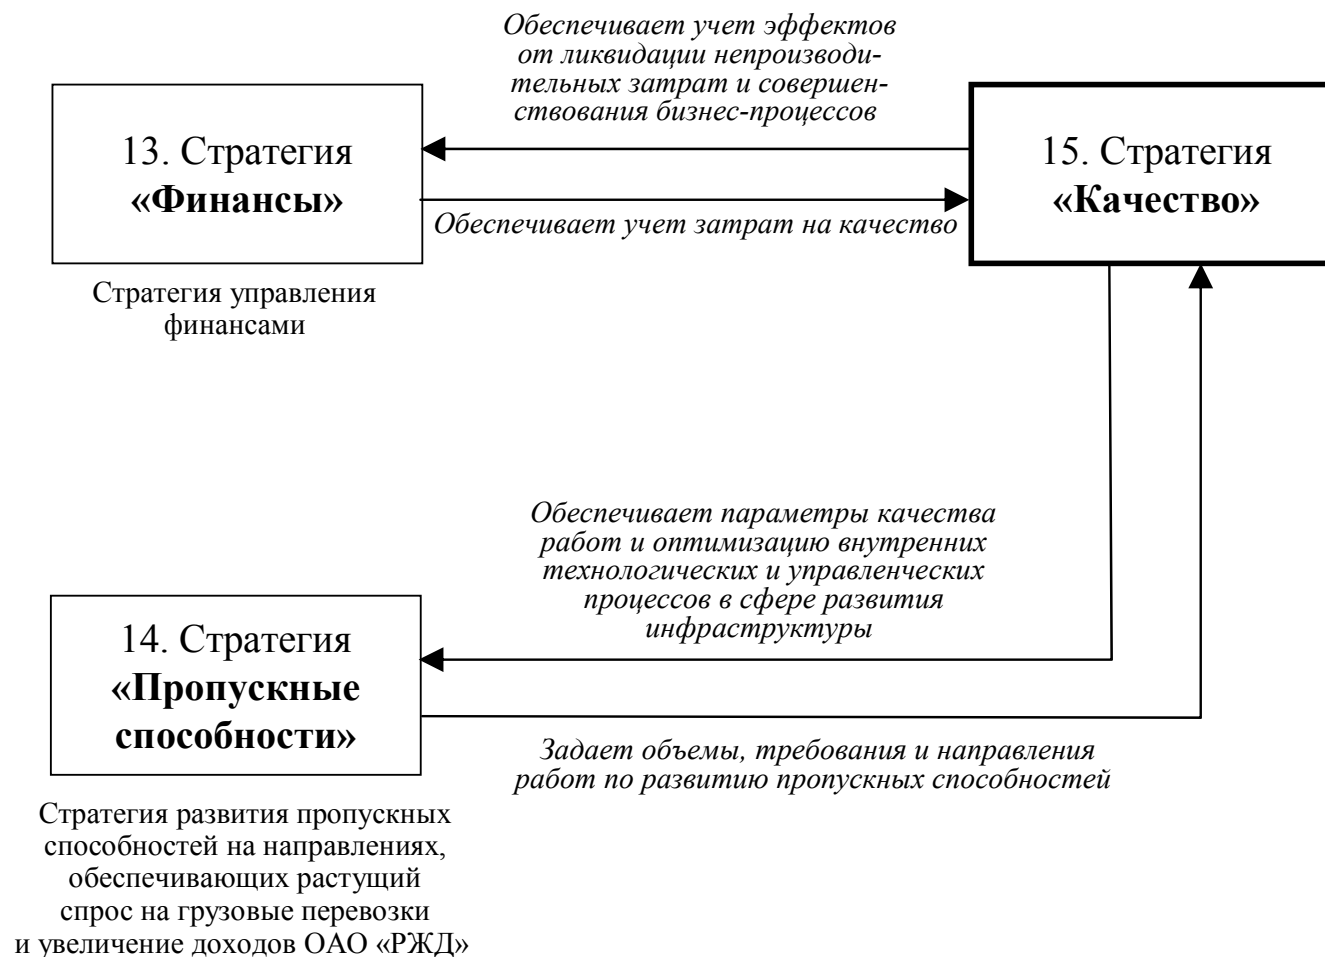 Обеспечивает учет эффектов
от ликвидации непроизводи-
тельных затрат и совершен-
ствования бизнес-процессов
13. Стратегия
«Финансы»
15. Стратегия
«Качество»
Обеспечивает учет затрат на качество
Стратегия управления
финансами
Обеспечивает параметры качества
работ и оптимизацию внутренних
технологических и управленческих
процессов в сфере развития
инфраструктуры
14. Стратегия
«Пропускные
способности»
Задает объемы, требования и направления
работ по развитию пропускных способностей
Стратегия развития пропускных
способностей на направлениях,
обеспечивающих растущий
спрос на грузовые перевозки
и увеличение доходов ОАО «РЖД»